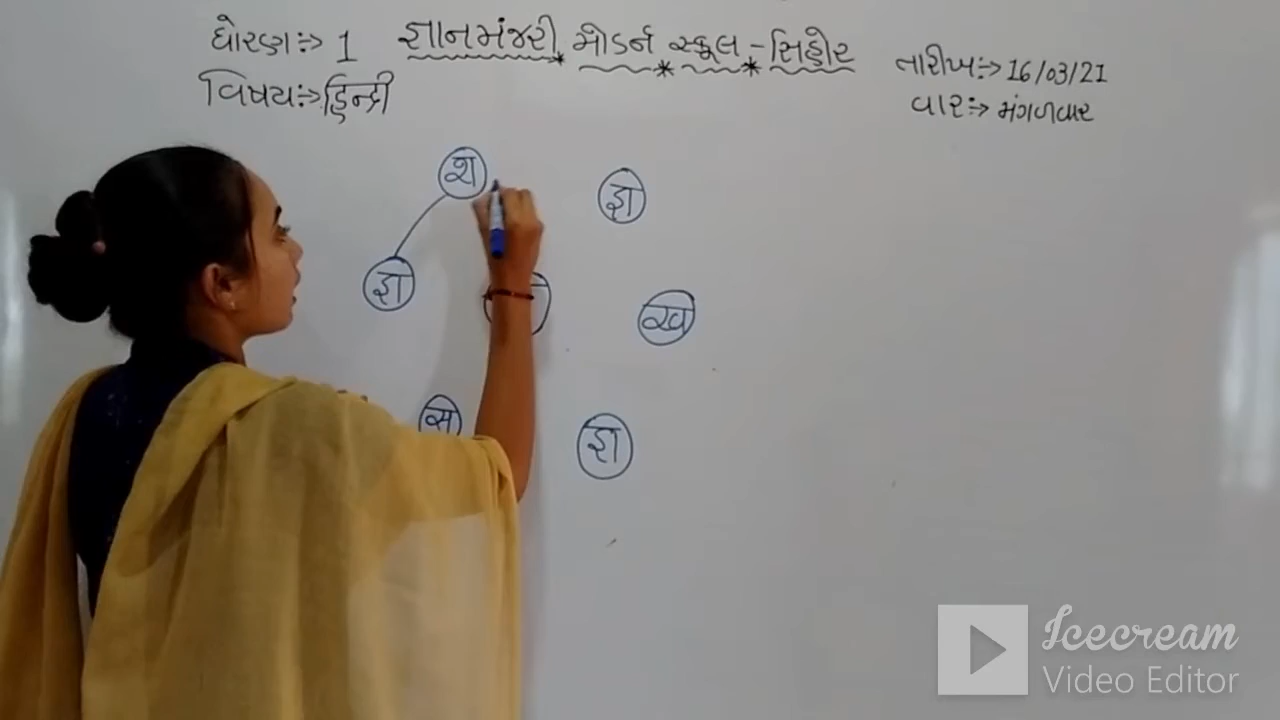 ધોરણ:-> 1 જ્ઞાનમંજરી મોડર્ન સ્કૂલ - સિહોર
તારીખ:-> 16/03/21
વિષય:-> હિન્દી
વાર:-> મંગળવાર
श
ज्ञ
ज्ञ
ख
स
ज्ञ
Icecream
Video Editor